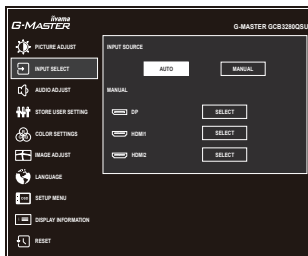 iiyama
G-MASTER
G-MASTER GCB3280QSU
PICTURE ADJUST
INPUT SELECT
AUDIO ADJUST
STORE USER SETTING
COLOR SETTINGS
IMAGE ADJUST
LANGUAGE
OSD
SETUP MENU
DISPLAY INFORMATION
RESET
INPUT SOURCE
AUTO
MANUAL
MANUAL
DP
SELECT
HDMI1
SELECT
HDMI2
SELECT